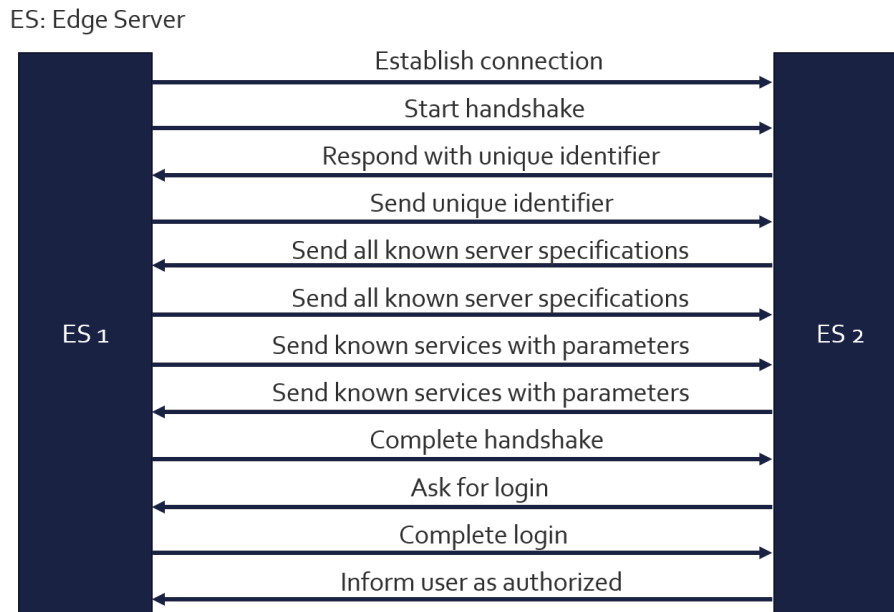 ES: Edge Server
Establish connection
Start handshake
Respond with unique identifier
Send unique identifier
Send all known server specifications
Send all known server specifications
ES 1
ES 2
Send known services with parameters
Send known services with parameters
Complete handshake
Ask for login
Complete login
Inform user as authorized